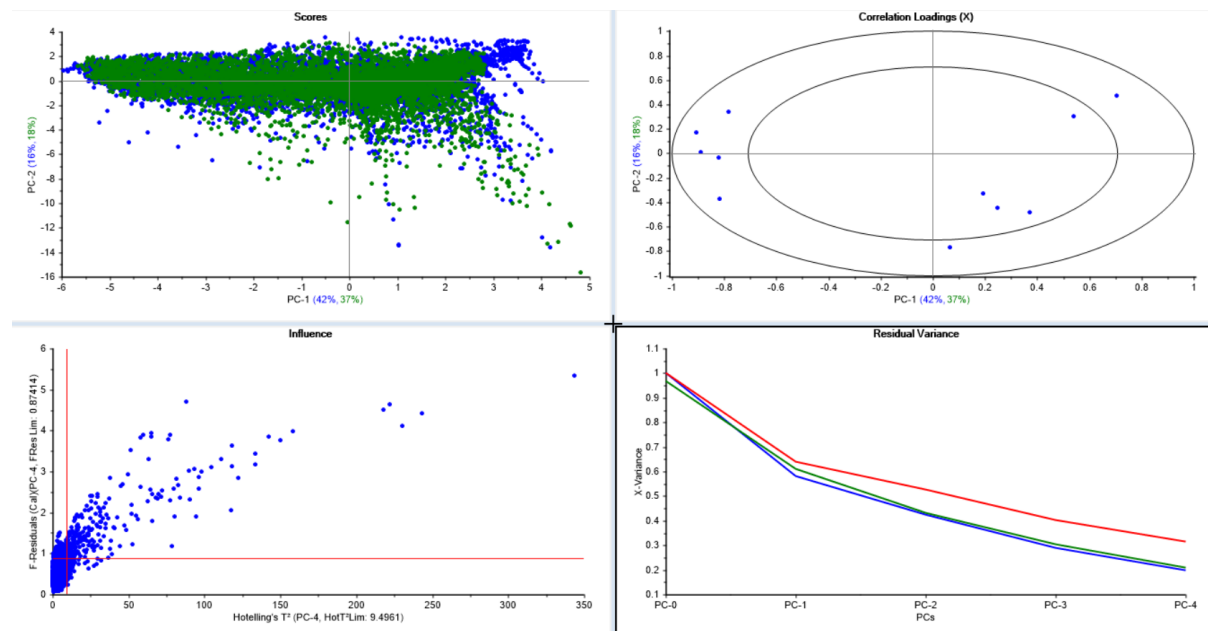 Scores
4
2
0
-2
-4
-6
-8
-10
-12
-14
-16
PC-2 (16%, 18%)
-6 -5 -4 -3 -2 -1 0 1 2 3 4 5
PC-1 (42%, 37%)
Correlation Loadings (X)
1
0.8
0.6
0.4
0.2
0
-0.2
-0.4
-0.6
-0.8
-1
PC-2 (16%, 18%)
-1 -0.8 -0.6 -0.4 -0.2 0 0.2 0.4 0.6 0.8 1
PC-1 (42%, 37%)
Influence
6
5
4
3
2
1
0
F-Residuals (Cal)(PC-4, FRes Lim: 0.87414)
0 50 100 150 200 250 300 350
Hotelling's T² (PC-4, HotT²Lim: 9.4961)
Residual Variance
1.1
1
0.9
0.8
0.7
0.6
0.5
0.4
0.3
0.2
0.1
X-Variance
PC-0 PC-1 PC-2 PC-3 PC-4
PCs